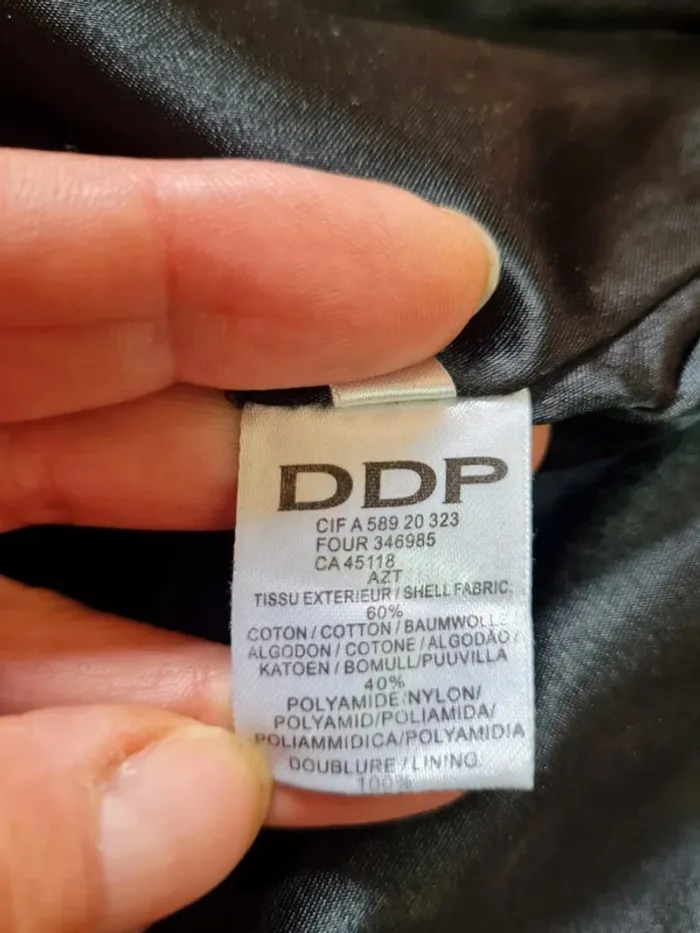 DDP
CIF A 589 20 323
FOUR 346985
CA 45118
AZT
TISSU EXTERIEUR / SHELL FABRIC
60%
COTON / COTTON / BAUMWOLLE
ALGODON / COTONE / ALGODÃO /
KATOEN / BOMULL / PUUVILLA
40%
POLYAMIDE/NYLON/
POLYAMID/POLIAMIDA/
POLIAMMIDICA/POLYAMIDIA
DOUBLURE / LINING:
100%